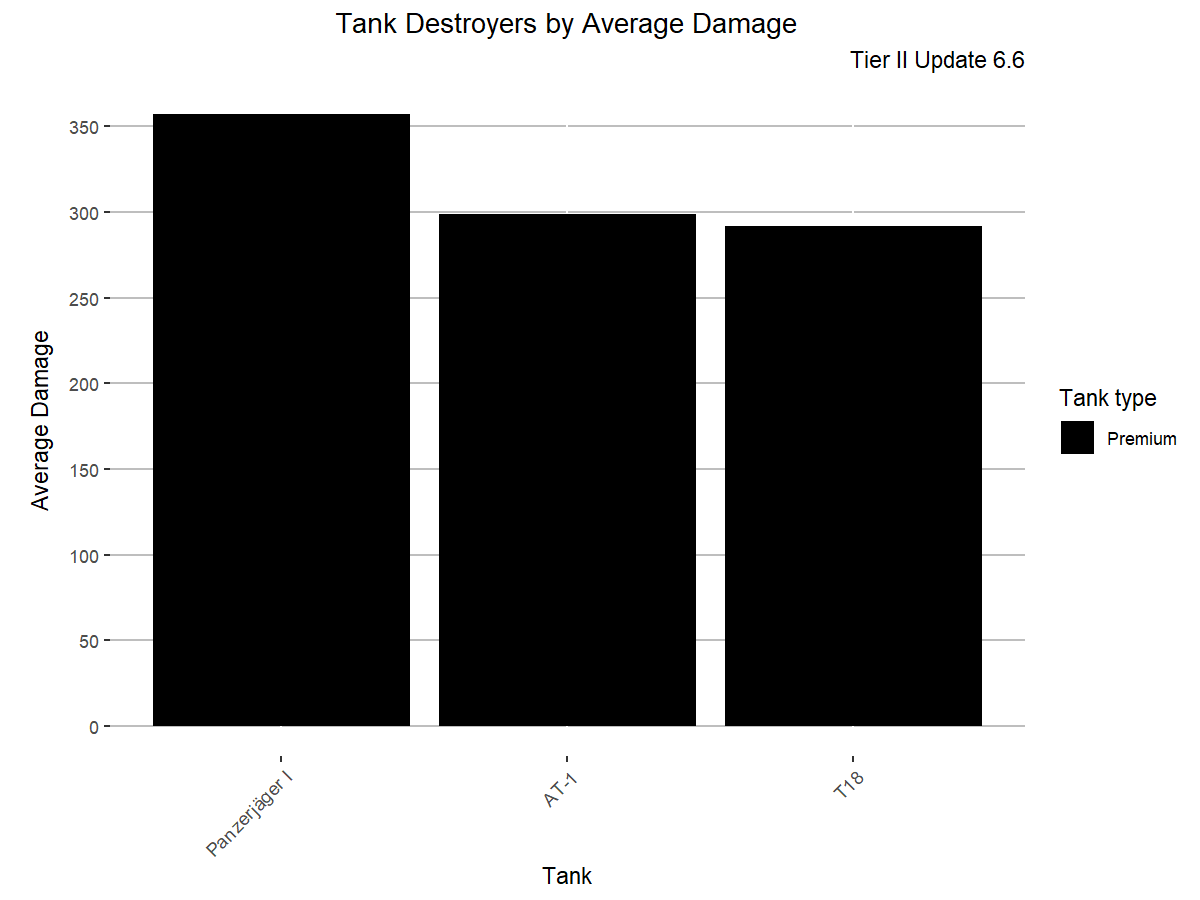 Tank Destroyers by Average Damage
Tier II Update 6.6
Average Damage
350
300
250
200
150
100
50
0
Panzerjäger I
AT-1
T18
Tank
Tank type
Premium